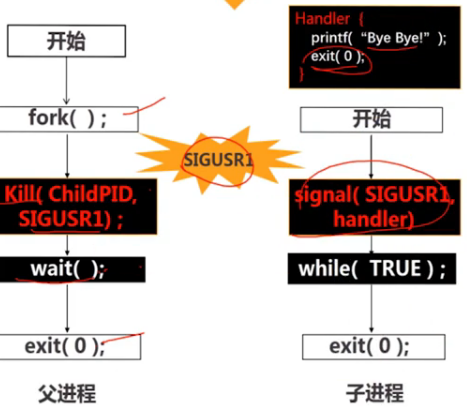 Handler {
printf( “Bye Bye!” );
exit( 0 );
}
开始
fork( ) ;
Kill( ChildPID,
SIGUSR1) ;
wait( );
exit( 0 );
父进程
SIGUSR1
开始
signal( SIGUSR1,
handler)
while( TRUE ) ;
exit( 0 );
子进程